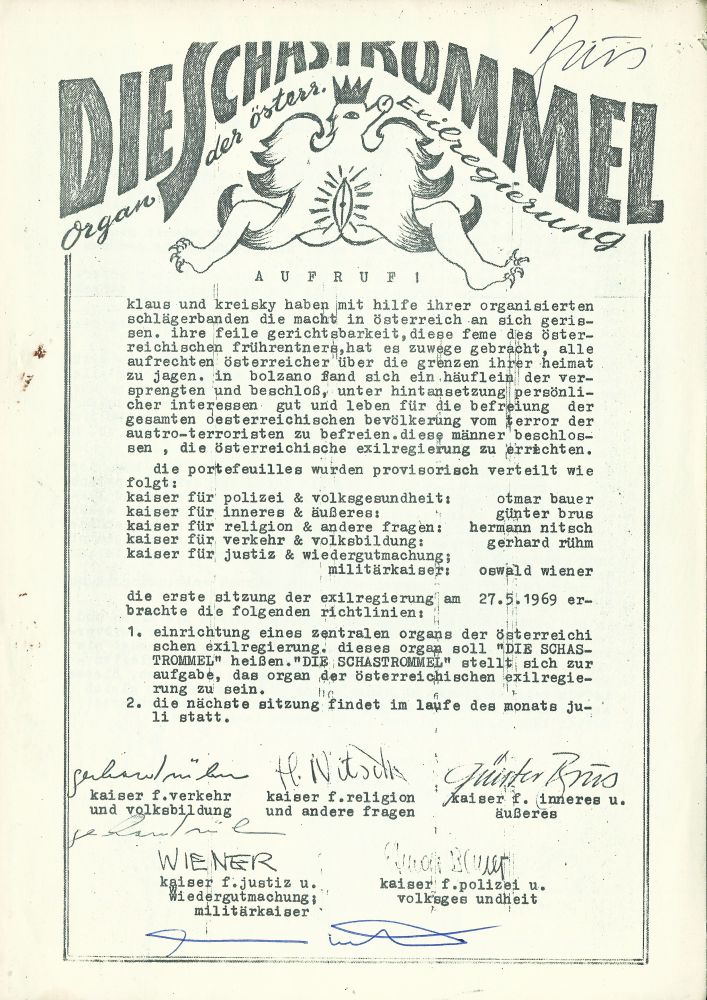 DIE SCHASTROMMEL
Organ der österr. Exilregierung
AUFRUF!
klaus und kreisky haben mit hilfe ihrer organisierten
schlägerbanden die macht in österreich an sich geris-
sen. ihre feile gerichtsbarkeit,diese feme des öster-
reichischen frührentners,hat es zuwege gebracht, alle
aufrechten österreicher über die grenzen ihrer heimat
zu jagen. in bolzano fand sich ein häuflein der ver-
sprengten und beschloß, unter hintansetzung persönli-
cher interessen gut und leben für die befreiung der
gesamten oesterreichischen bevölkerung vom terror der
austro-terroristen zu befreien.diese männer beschlos-
sen , die österreichische exilregierung zu errichten.
die portefeuilles wurden provisorisch verteilt wie
folgt:
kaiser für polizei & volksgesundheit: otmar bauer
kaiser für inneres & äußeres: günter brus
kaiser für religion & andere fragen: hermann nitsch
kaiser für verkehr & volksbildung: gerhard rühm
kaiser für justiz & wiedergutmachung;
militärkaiser: oswald wiener
die erste sitzung der exilregierung am 27.5.1969 er-
brachte die folgenden richtlinien:
1. einrichtung eines zentralen organs der österreichi
schen exilregierung. dieses organ soll "DIE SCHAS-
TROMMEL" heißen."DIE SCHASTROMMEL" stellt sich zur
aufgabe, das organ der österreichischen exilregie-
rung zu sein.
2. die nächste sitzung findet im laufe des monats ju-
li statt.
gerhard rühm H. Nitsch Günter Brus
kaiser f.verkehr kaiser f.religion kaiser f. inneres u.
und volksbildung und andere fragen äußeres
gerhard rühm
WIENER Otmar Bauer
kaiser f.justiz u. kaiser f.polizei u.
Wiedergutmachung; volksges undheit
militärkaiser